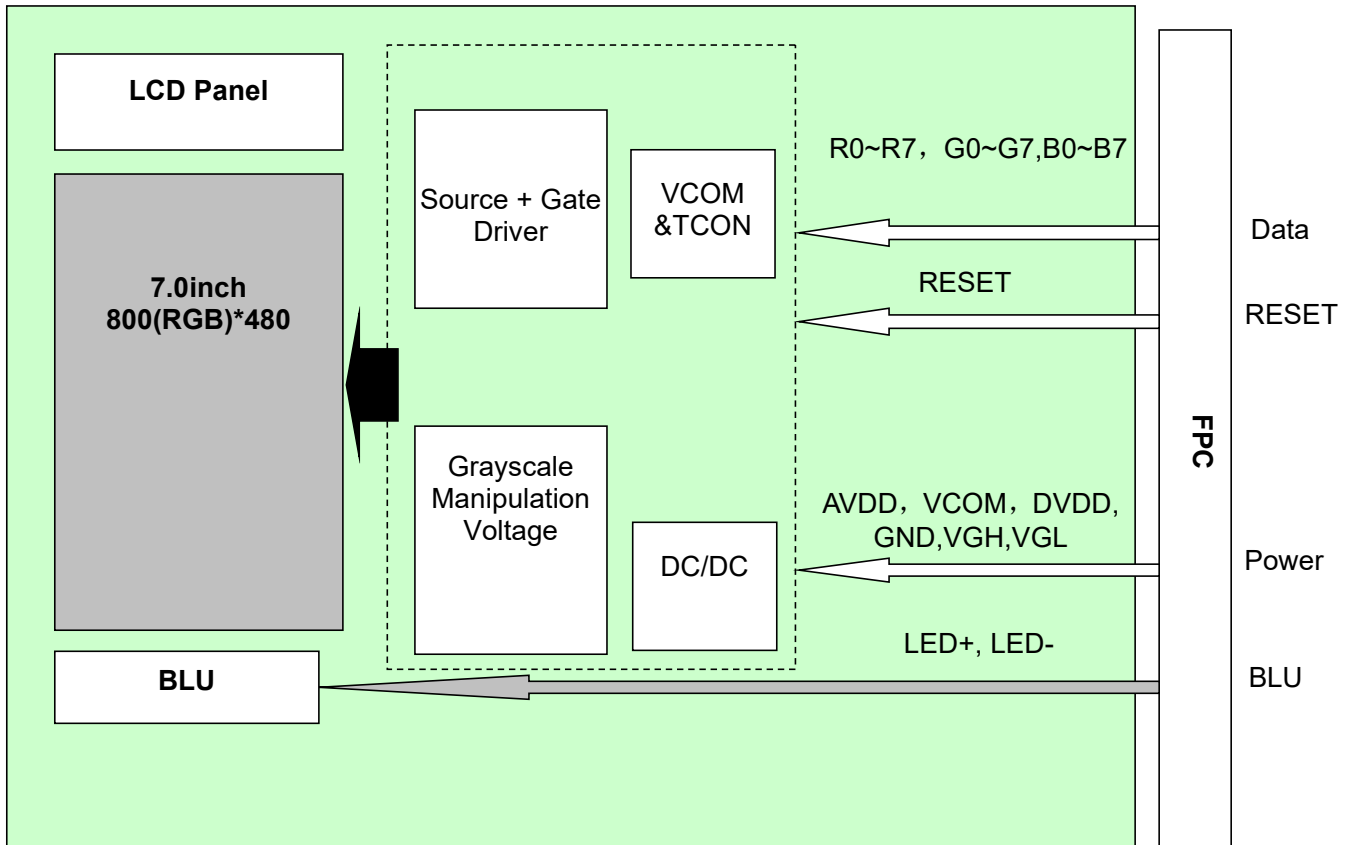 LCD Panel
7.0inch
800(RGB)*480
BLU
Source + Gate
Driver
VCOM
&TCON
Grayscale
Manipulation
Voltage
DC/DC
R0~R7，G0~G7,B0~B7
RESET
AVDD，VCOM，DVDD,
GND,VGH,VGL
LED+, LED-
FPC
Data
RESET
Power
BLU